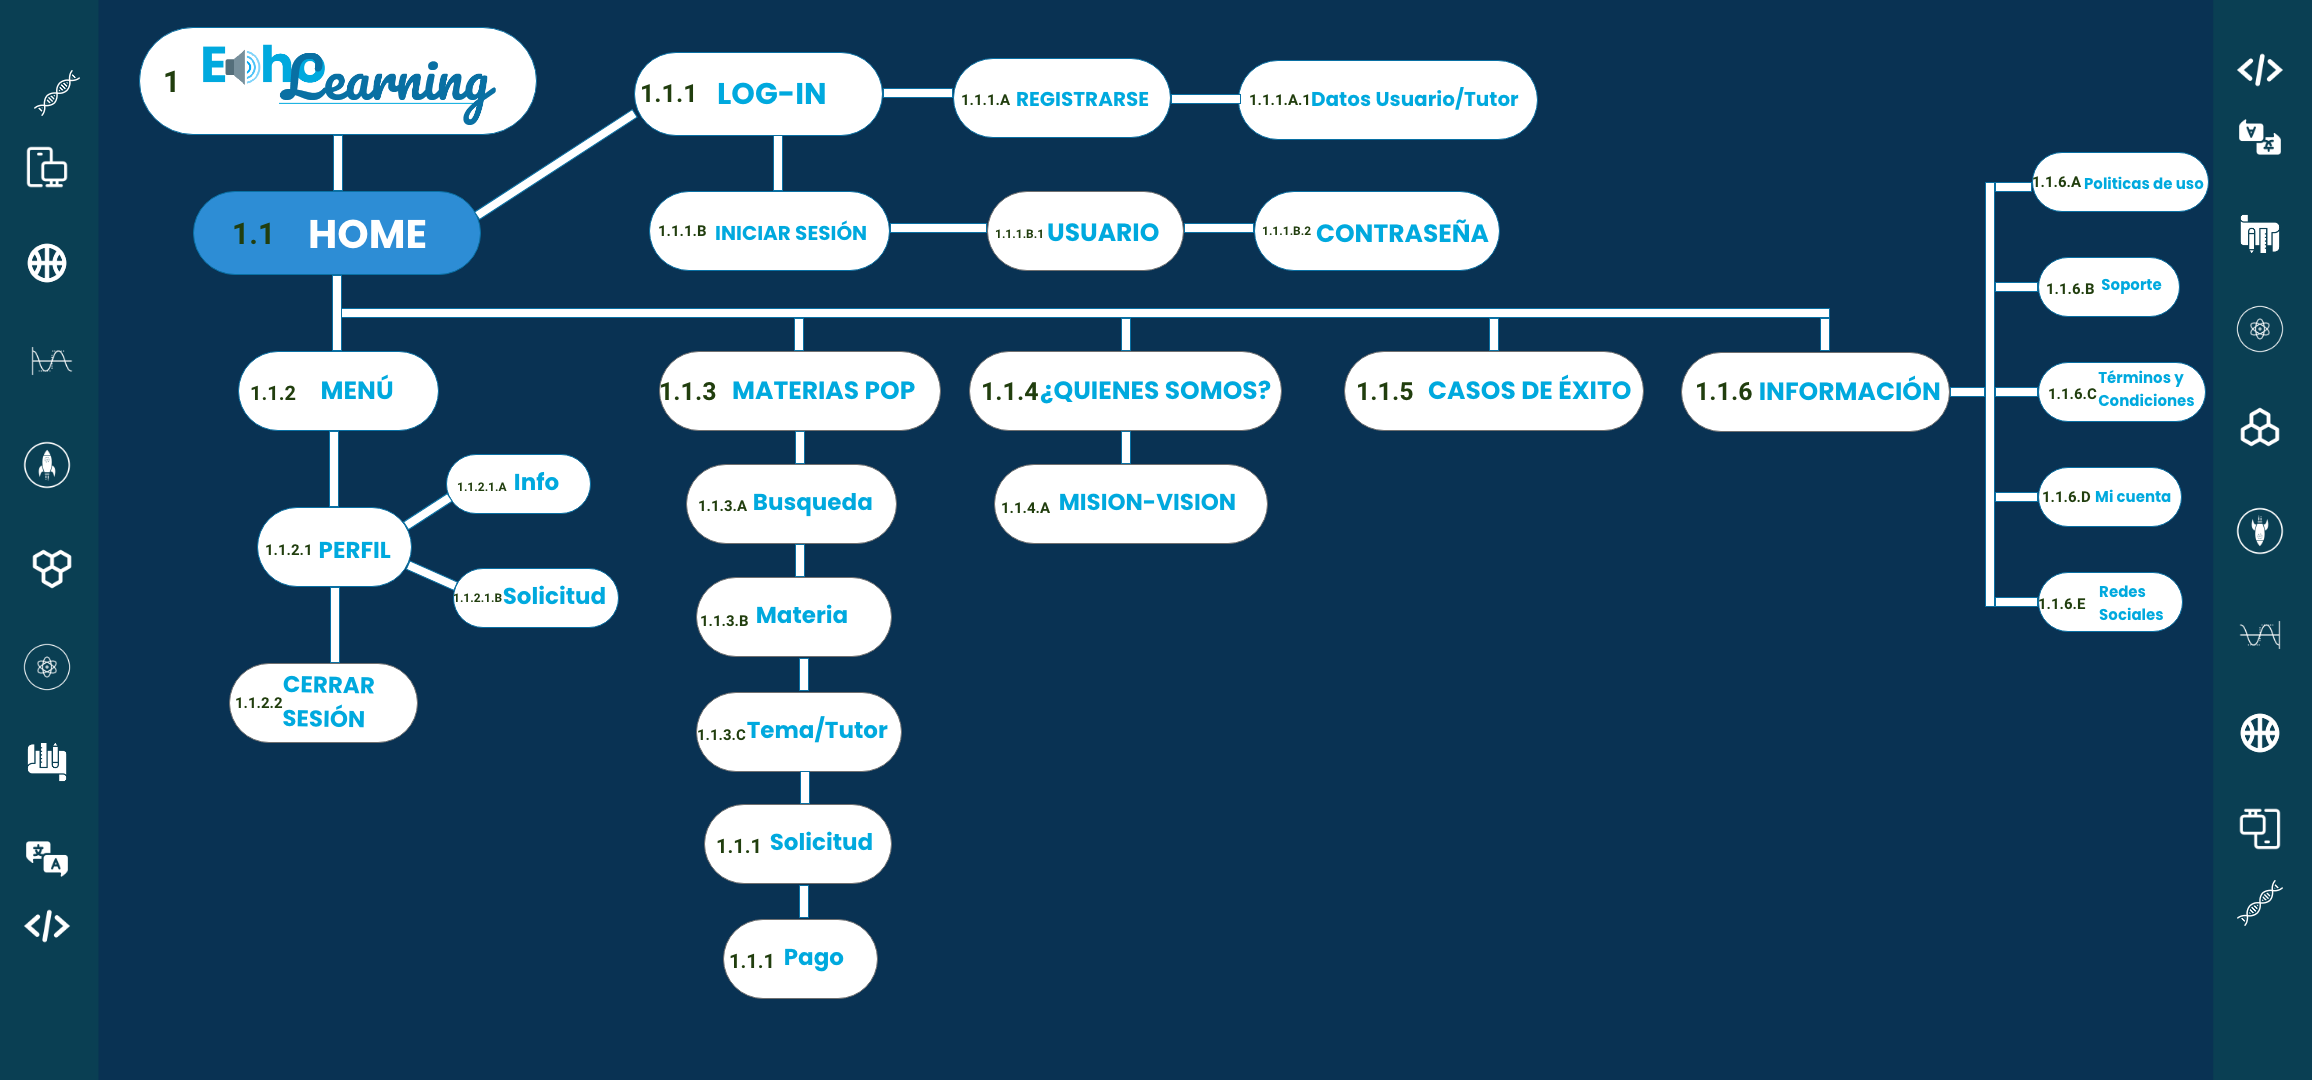 1 Echo Learning
1.1 HOME
1.1.1 LOG-IN
1.1.1.A REGISTRARSE
1.1.1.A.1 Datos Usuario/Tutor
1.1.1.B INICIAR SESIÓN
1.1.1.B.1 USUARIO
1.1.1.B.2 CONTRASEÑA
1.1.2 MENÚ
1.1.2.1 PERFIL
1.1.2.1.A Info
1.1.2.1.B Solicitud
1.1.2.2 CERRAR
SESIÓN
1.1.3 MATERIAS POP
1.1.3.A Busqueda
1.1.3.B Materia
1.1.3.C Tema/Tutor
1.1.1 Solicitud
1.1.1 Pago
1.1.4 ¿QUIENES SOMOS?
1.1.4.A MISION-VISION
1.1.5 CASOS DE ÉXITO
1.1.6 INFORMACIÓN
1.1.6.A Politicas de uso
1.1.6.B Soporte
1.1.6.C Términos y
Condiciones
1.1.6.D Mi cuenta
1.1.6.E Redes
Sociales